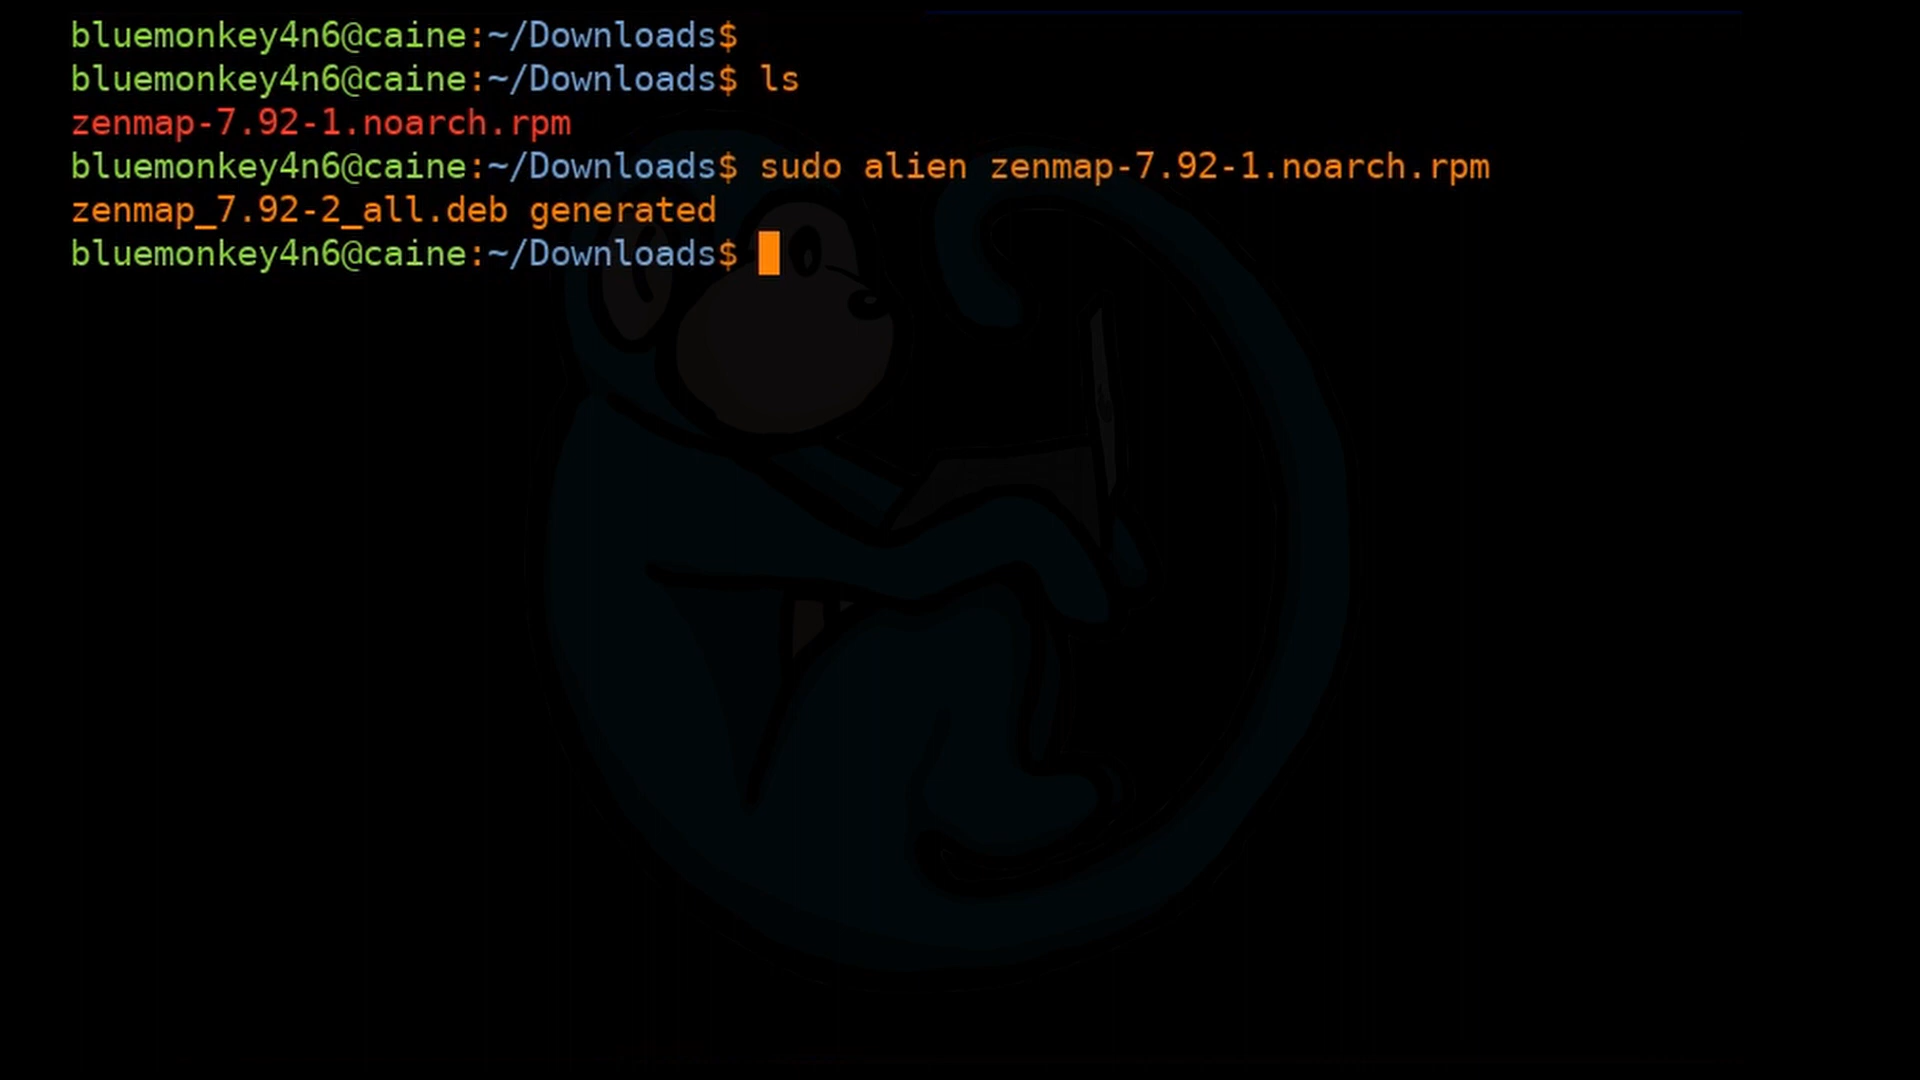 bluemonkey4n6@caine:~/Downloads$
bluemonkey4n6@caine:~/Downloads$ ls
zenmap-7.92-1.noarch.rpm
bluemonkey4n6@caine:~/Downloads$ sudo alien zenmap-7.92-1.noarch.rpm
zenmap_7.92-2_all.deb generated
bluemonkey4n6@caine:~/Downloads$